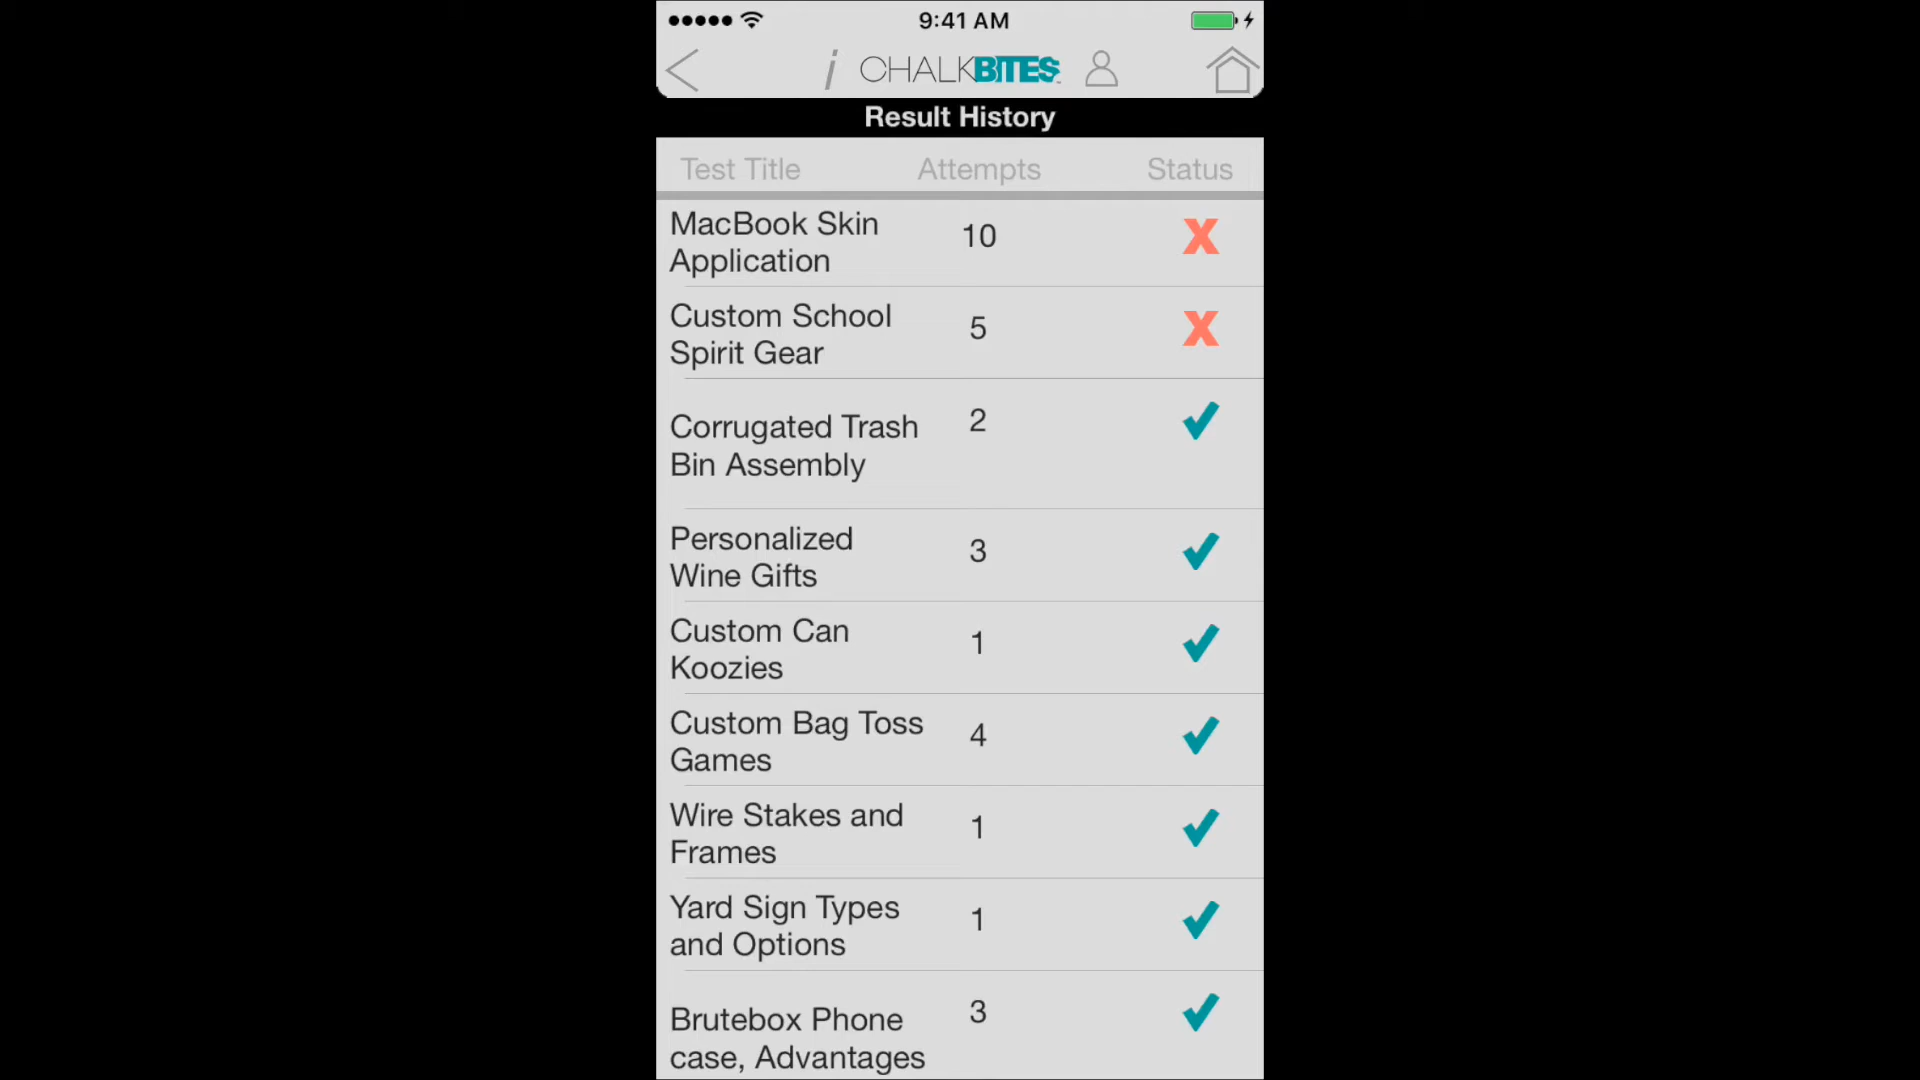 9:41 AM
i CHALKBITES
Result History
Test Title Attempts Status
MacBook Skin
Application
10
X
Custom School
Spirit Gear
5
X
Corrugated Trash
Bin Assembly
2
Personalized
Wine Gifts
3
Custom Can
Koozies
1
Custom Bag Toss
Games
4
Wire Stakes and
Frames
1
Yard Sign Types
and Options
1
Brutebox Phone
case, Advantages
3